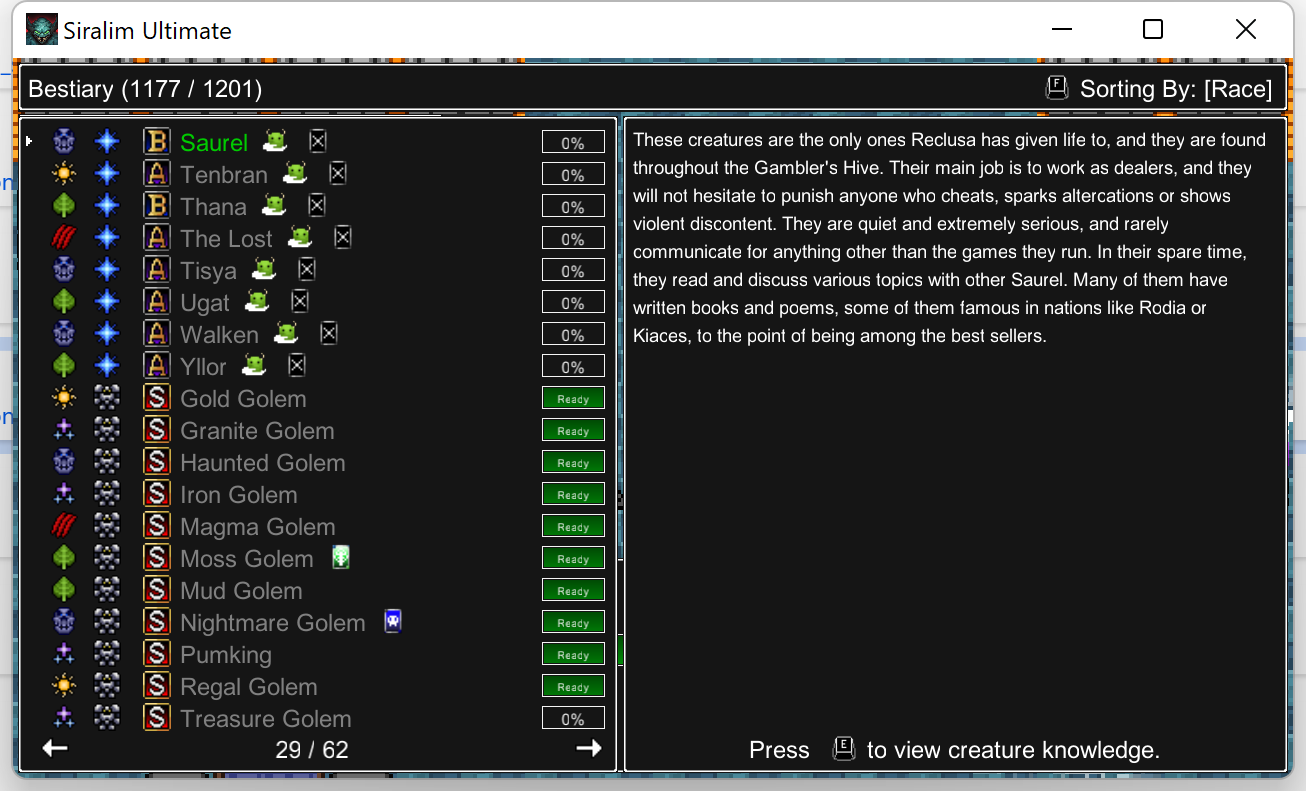 Siralim Ultimate
Bestiary (1177 / 1201)
F Sorting By: [Race]
B Saurel 0%
A Tenbran 0%
B Thana 0%
A The Lost 0%
A Tisya 0%
A Ugat 0%
A Walken 0%
A Yllor 0%
S Gold Golem Ready
S Granite Golem Ready
S Haunted Golem Ready
S Iron Golem Ready
S Magma Golem Ready
S Moss Golem Ready
S Mud Golem Ready
S Nightmare Golem Ready
S Pumking Ready
S Regal Golem Ready
S Treasure Golem 0%
29 / 62
These creatures are the only ones Reclusa has given life to, and they are found
throughout the Gambler's Hive. Their main job is to work as dealers, and they
will not hesitate to punish anyone who cheats, sparks altercations or shows
violent discontent. They are quiet and extremely serious, and rarely
communicate for anything other than the games they run. In their spare time,
they read and discuss various topics with other Saurel. Many of them have
written books and poems, some of them famous in nations like Rodia or
Kiaces, to the point of being among the best sellers.
Press E to view creature knowledge.